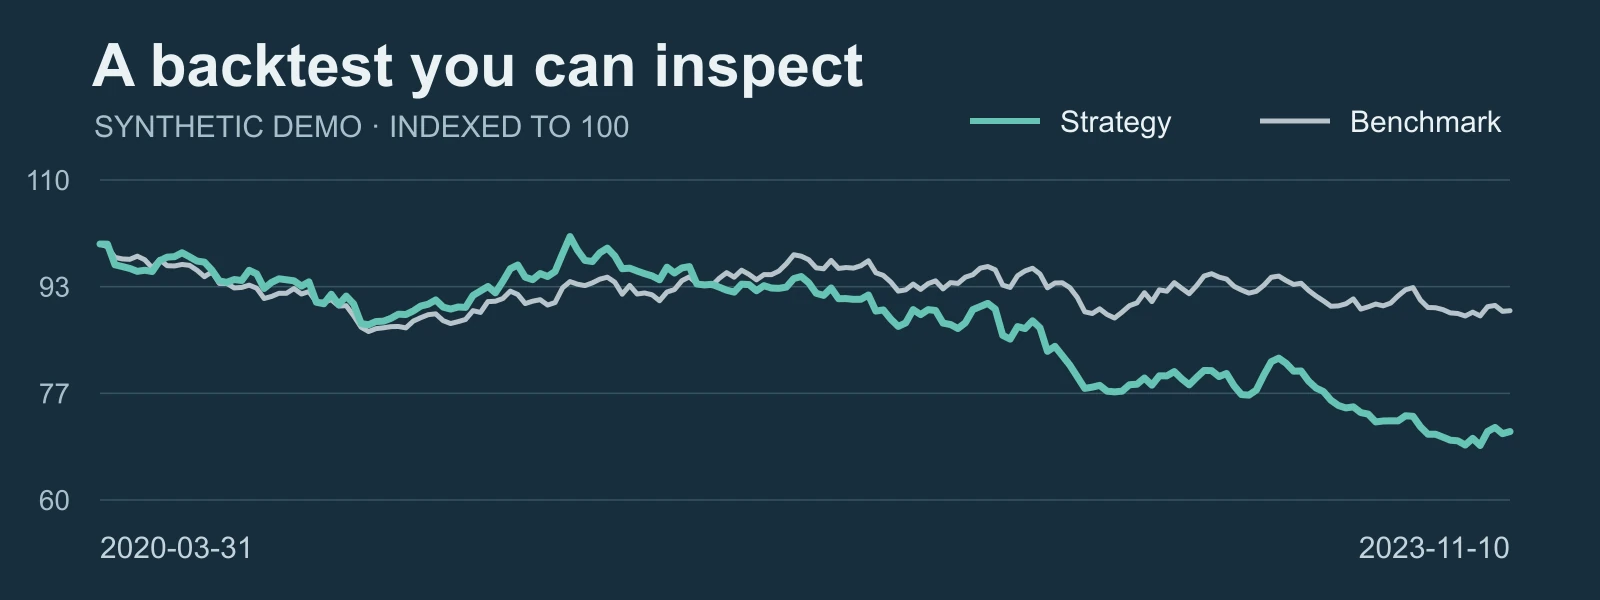 A backtest you can inspect
SYNTHETIC DEMO · INDEXED TO 100
Strategy
Benchmark
110
93
77
60
2020-03-31
2023-11-10